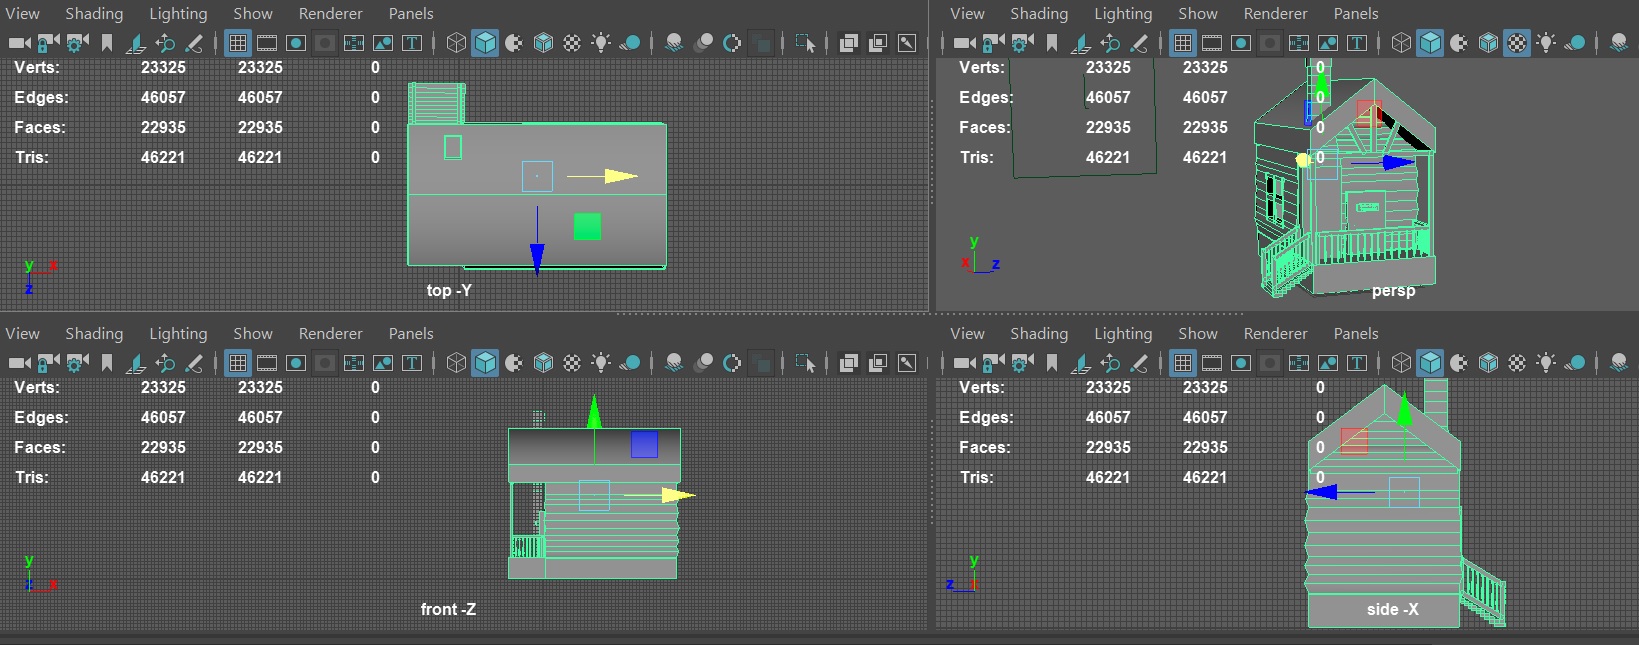 View Shading Lighting Show Renderer Panels
T
Verts: 23325 23325 0
Edges: 46057 46057 0
Faces: 22935 22935 0
Tris: 46221 46221 0
y x
z
top -Y
View Shading Lighting Show Renderer Panels
T
Verts: 23325 23325 0
Edges: 46057 46057 0
Faces: 22935 22935 0
Tris: 46221 46221 0
y
x z
persp
View Shading Lighting Show Renderer Panels
T
Verts: 23325 23325 0
Edges: 46057 46057 0
Faces: 22935 22935 0
Tris: 46221 46221 0
y
z x
front -Z
View Shading Lighting Show Renderer Panels
T
Verts: 23325 23325 0
Edges: 46057 46057 0
Faces: 22935 22935 0
Tris: 46221 46221 0
y
z x
side -X